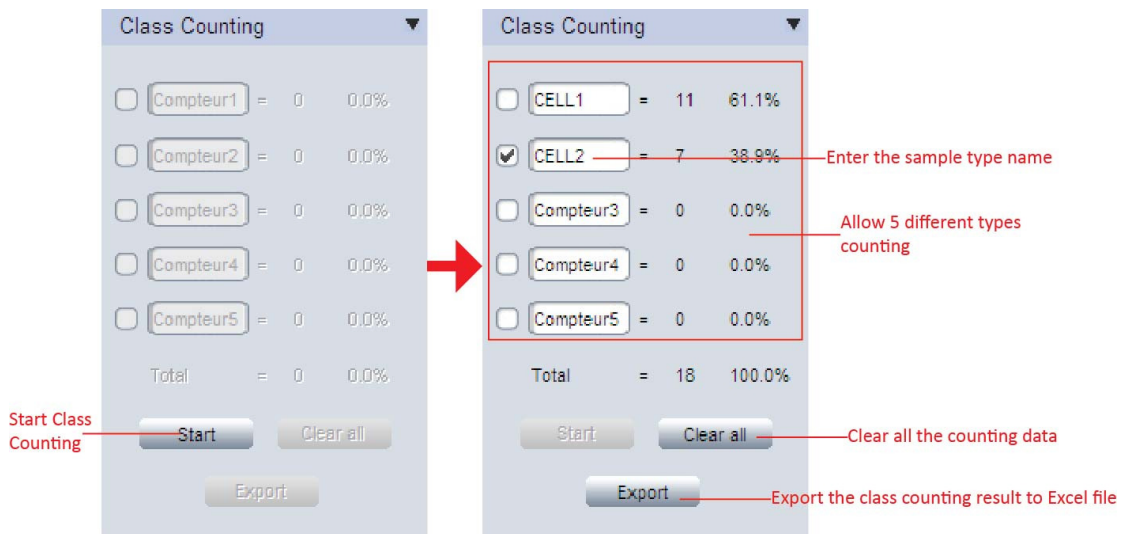 Class Counting
Compteur1 = 0 0.0%
Compteur2 = 0 0.0%
Compteur3 = 0 0.0%
Compteur4 = 0 0.0%
Compteur5 = 0 0.0%
Total = 0 0.0%
Start Class
Counting
Start Clear all
Export
Class Counting
CELL1 = 11 61.1%
CELL2 = 7 38.9%
Enter the sample type name
Compteur3 = 0 0.0%
Allow 5 different types
counting
Compteur4 = 0 0.0%
Compteur5 = 0 0.0%
Total = 18 100.0%
Start Clear all
Clear all the counting data
Export
Export the class counting result to Excel file